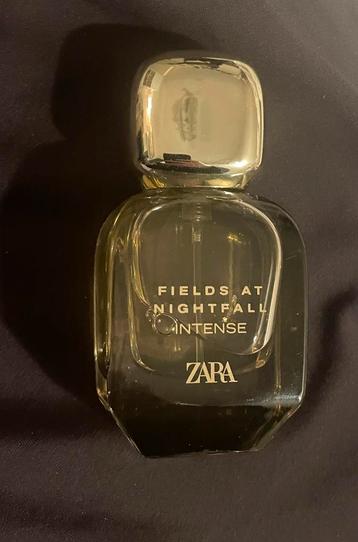 FIELDS AT
NIGHTFALL
INTENSE
ZARA